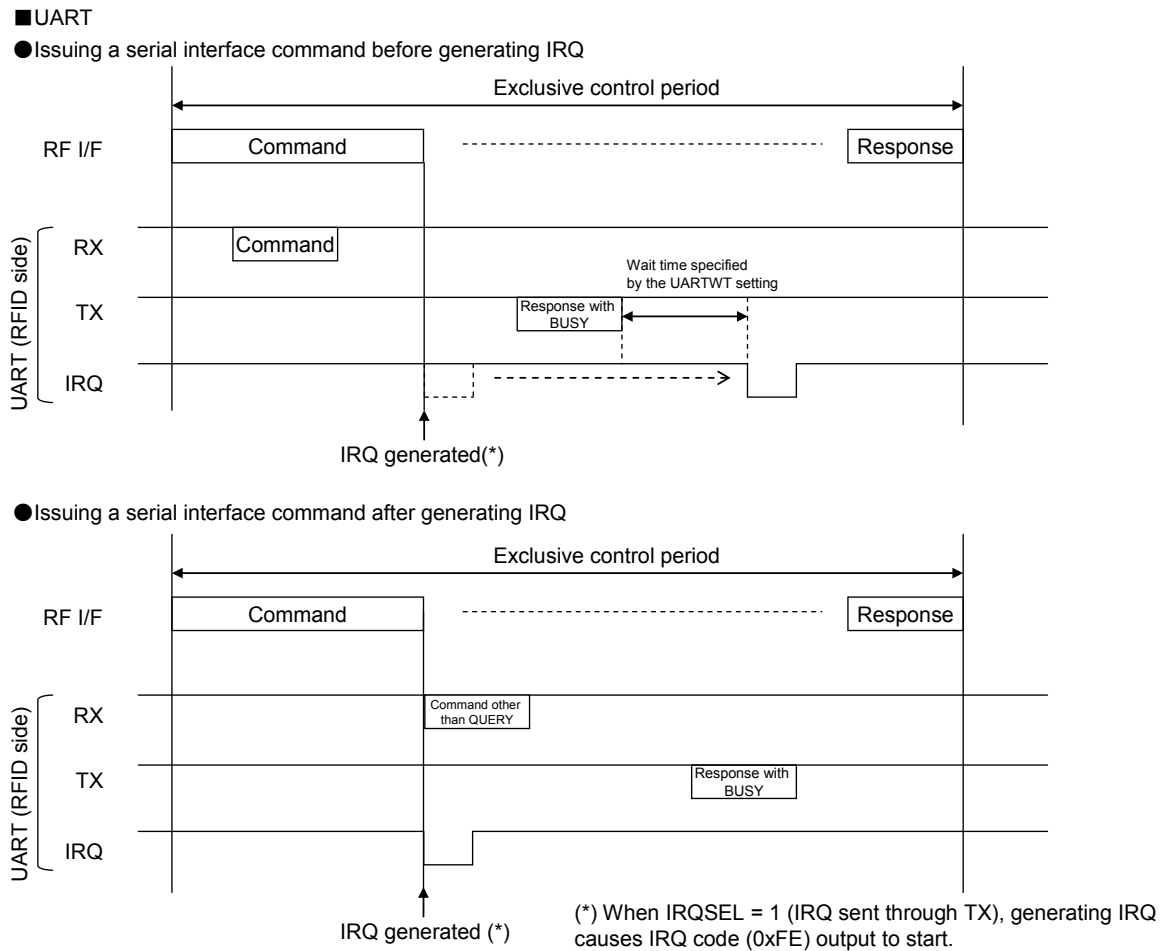 ■UART
●Issuing a serial interface command before generating IRQ
Exclusive control period
RF I/F
Command
Response
UART (RFID side)
RX
Command
Wait time specified
by the UARTWT setting
TX
Response with
BUSY
IRQ
IRQ generated(*)
●Issuing a serial interface command after generating IRQ
Exclusive control period
RF I/F
Command
Response
UART (RFID side)
RX
Command other
than QUERY
TX
Response with
BUSY
IRQ
IRQ generated (*)
(*) When IRQSEL = 1 (IRQ sent through TX), generating IRQ
causes IRQ code (0xFE) output to start.